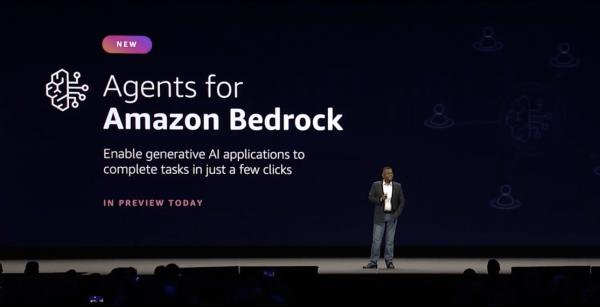 NEW
Agents for
Amazon Bedrock
Enable generative AI applications to
complete tasks in just a few clicks
IN PREVIEW TODAY